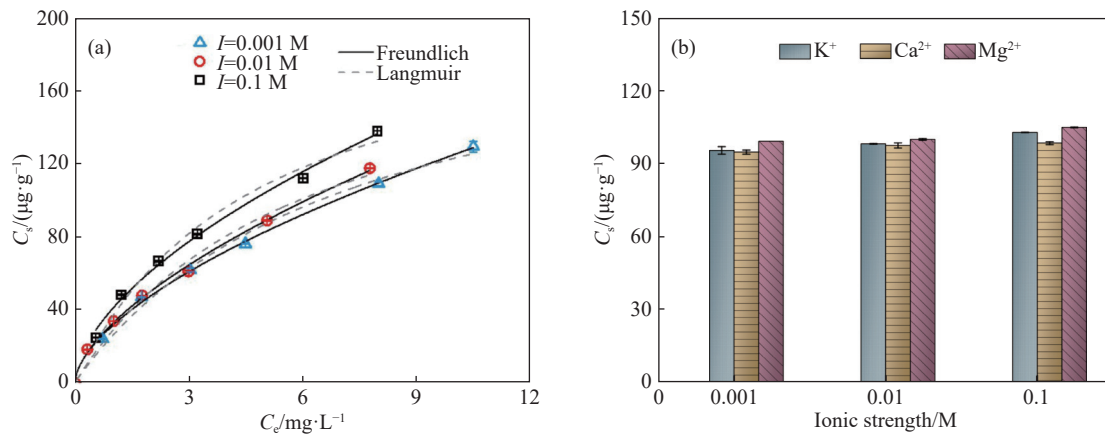 (a)
I=0.001 M
I=0.01 M
I=0.1 M
Freundlich
Langmuir
200
160
120
80
40
0
Cs/(μg·g−1)
0 3 6 9 12
Ce/mg·L−1
(b)
K+ Ca2+ Mg2+
150
120
90
60
30
0
Cs/(μg·g−1)
0 0.001 0.01 0.1
Ionic strength/M